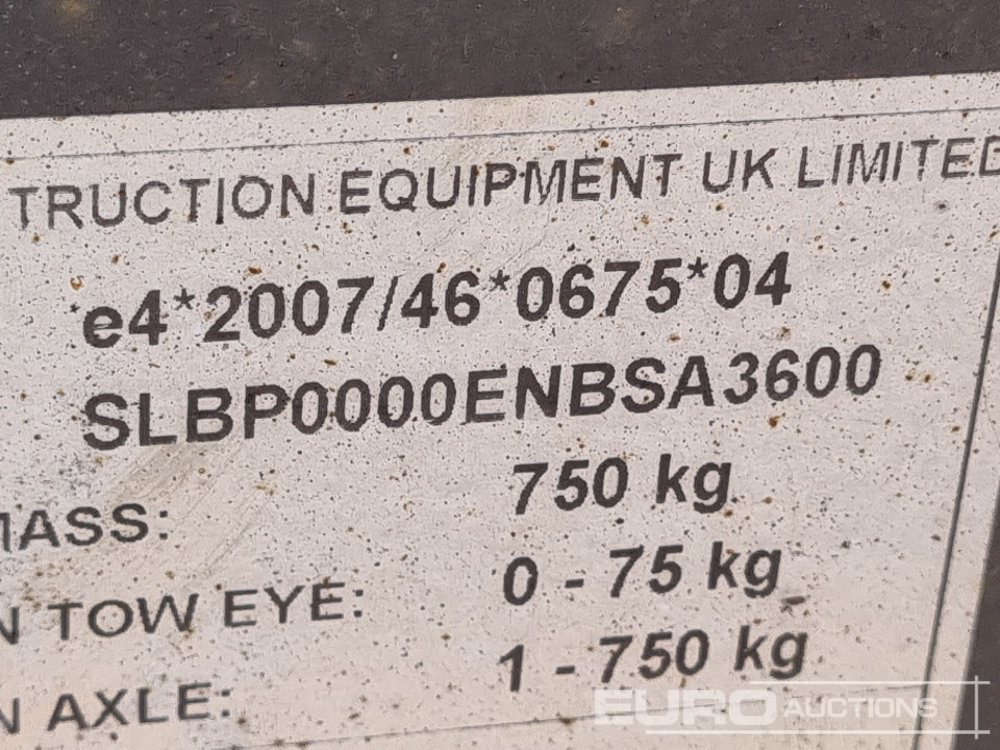 TRUCTION EQUIPMENT UK LIMITED
*e4*2007/46*0675*04
SLBP0000ENBSA3600
MASS: 750 kg
N TOW EYE: 0 - 75 kg
N AXLE: 1 - 750 kg
EURO AUCTIONS